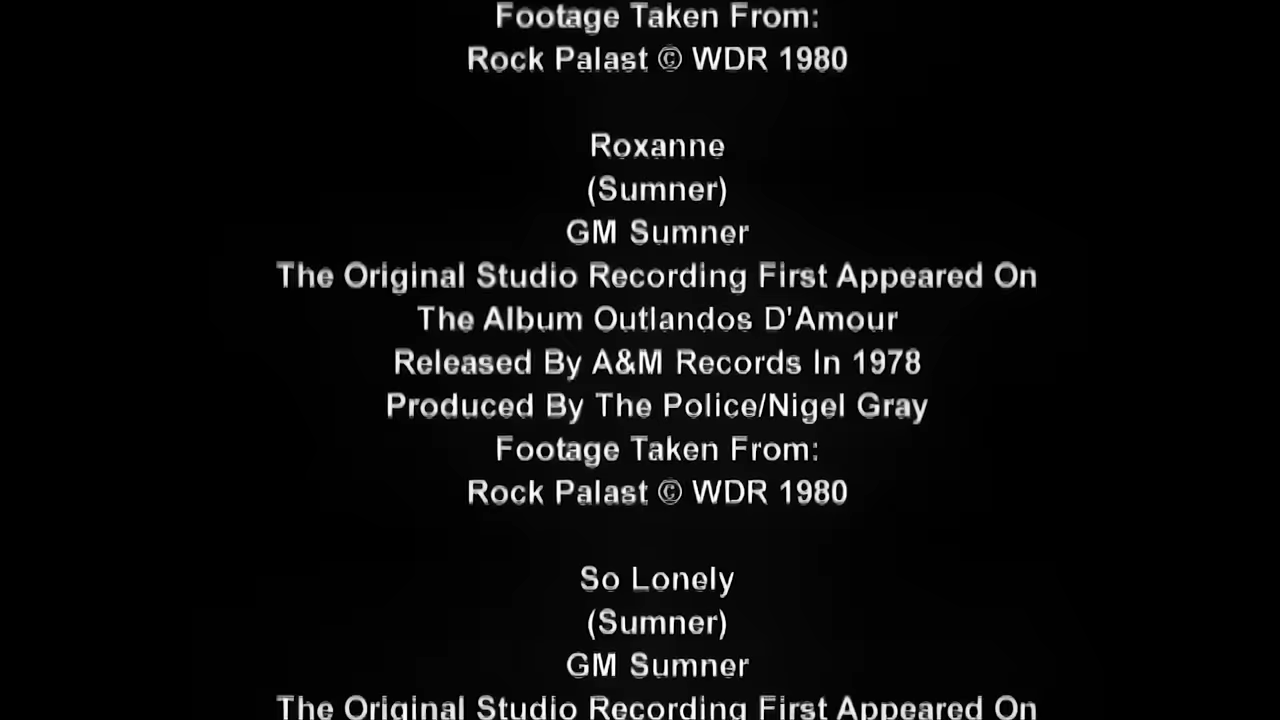 Footage Taken From:
Rock Palast © WDR 1980
Roxanne
(Sumner)
GM Sumner
The Original Studio Recording First Appeared On
The Album Outlandos D'Amour
Released By A&M Records In 1978
Produced By The Police/Nigel Gray
Footage Taken From:
Rock Palast © WDR 1980
So Lonely
(Sumner)
GM Sumner
The Original Studio Recording First Appeared On